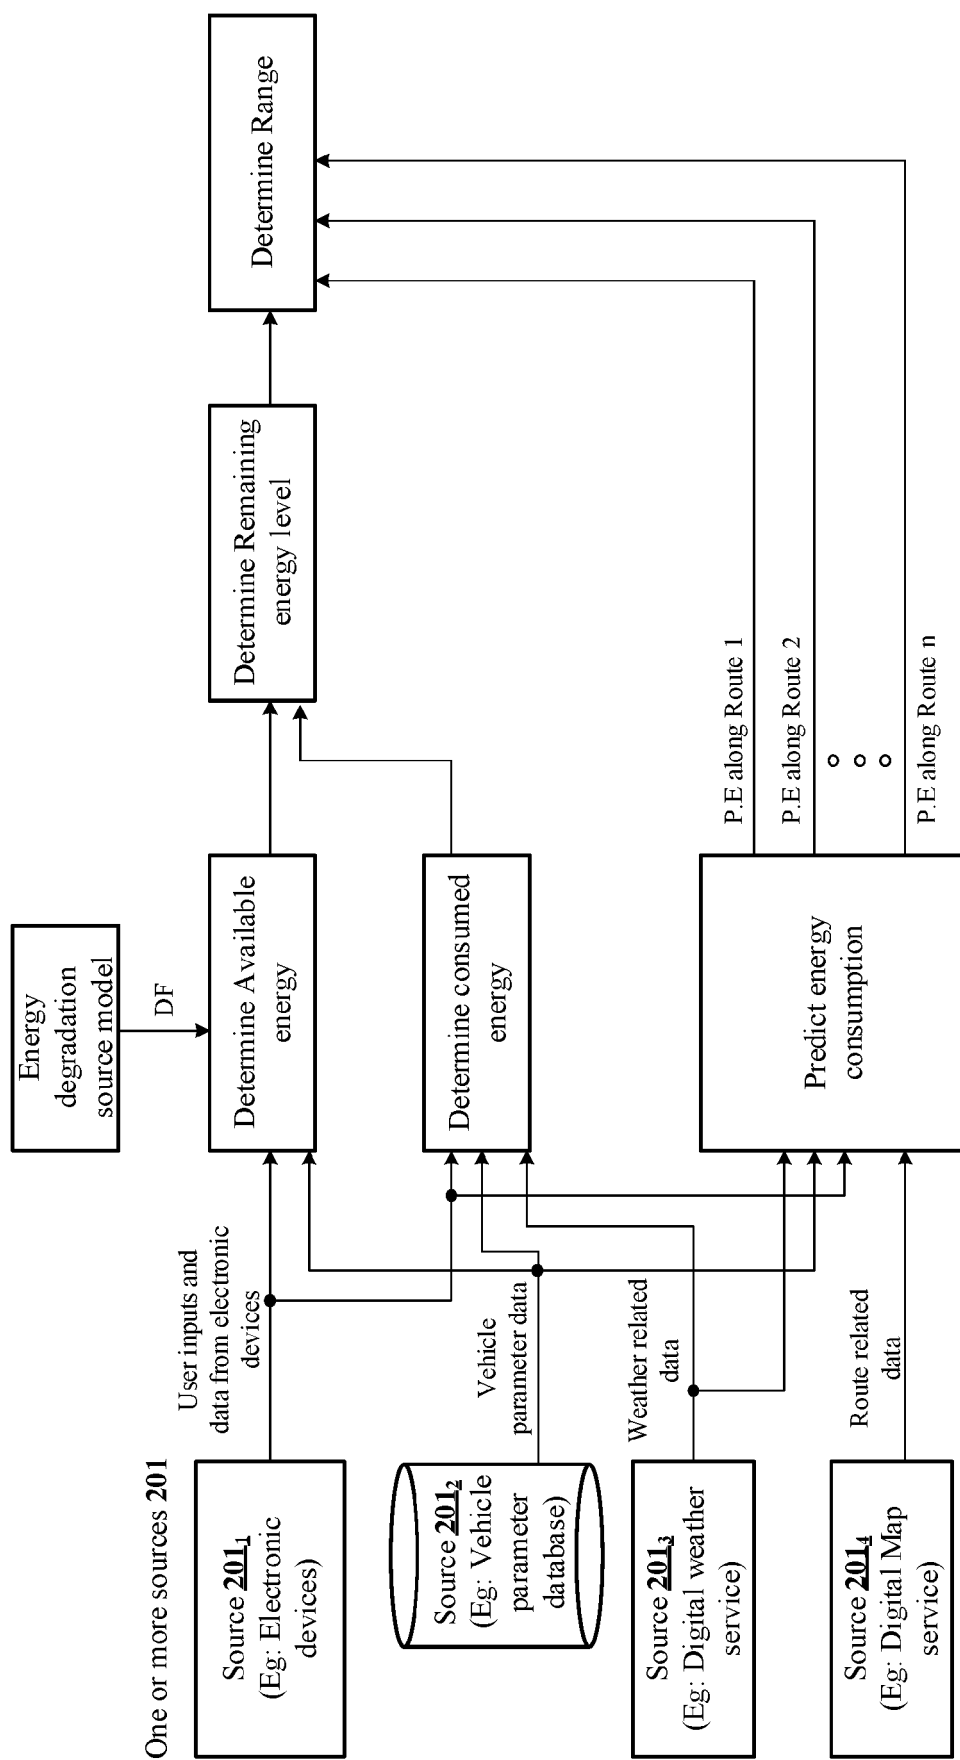 One or more sources 201
Source 201₁
(Eg: Electronic
devices)
Source 201₂
(Eg: Vehicle
parameter
database)
Source 201₃
(Eg: Digital weather
service)
Source 201₄
(Eg: Digital Map
service)
User inputs and
data from electronic
devices
Vehicle
parameter data
Weather related
data
Route related
data
Energy
degradation
source model
DF
Determine Available
energy
Determine consumed
energy
Predict energy
consumption
Determine Remaining
energy level
P.E along Route 1
P.E along Route 2
P.E along Route n
Determine Range